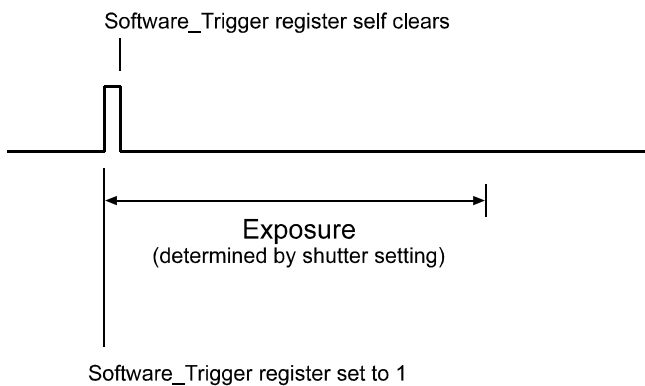 Software_Trigger register self clears
Exposure
(determined by shutter setting)
Software_Trigger register set to 1